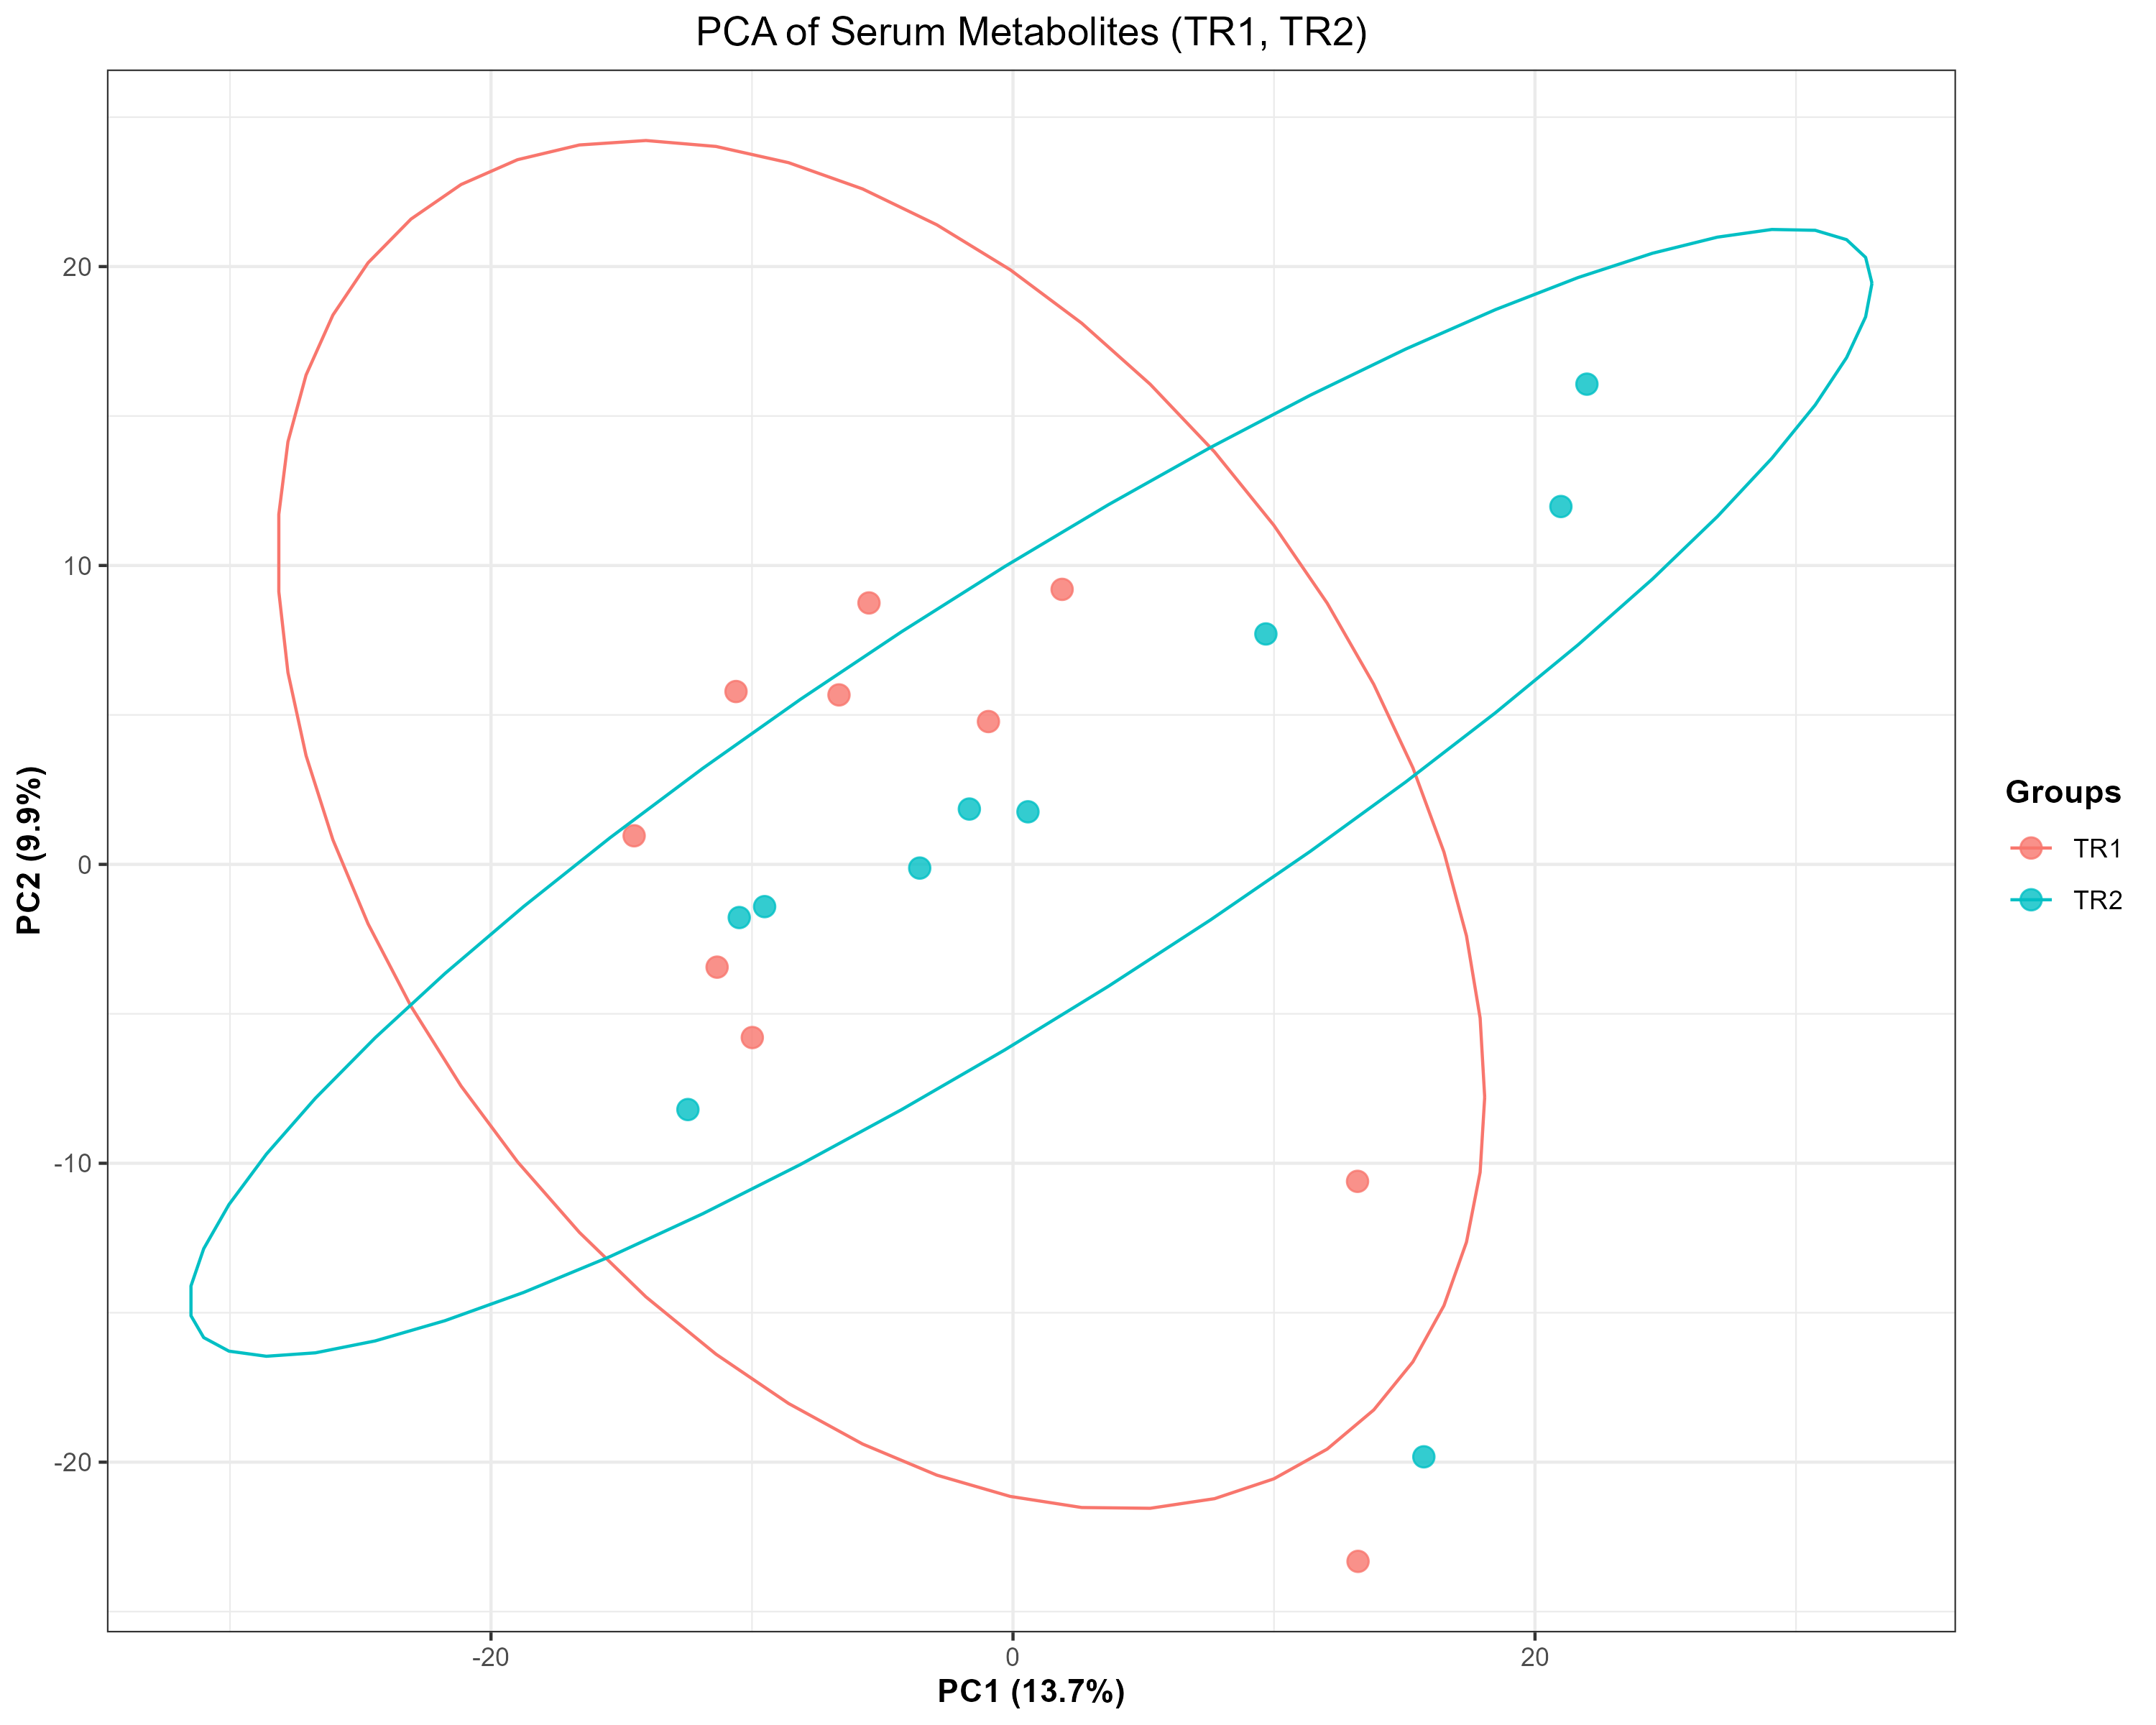 PCA of Serum Metabolites (TR1, TR2)
20
10
0
-10
-20
PC2 (9.9%)
-20 0 20
PC1 (13.7%)
Groups
TR1
TR2